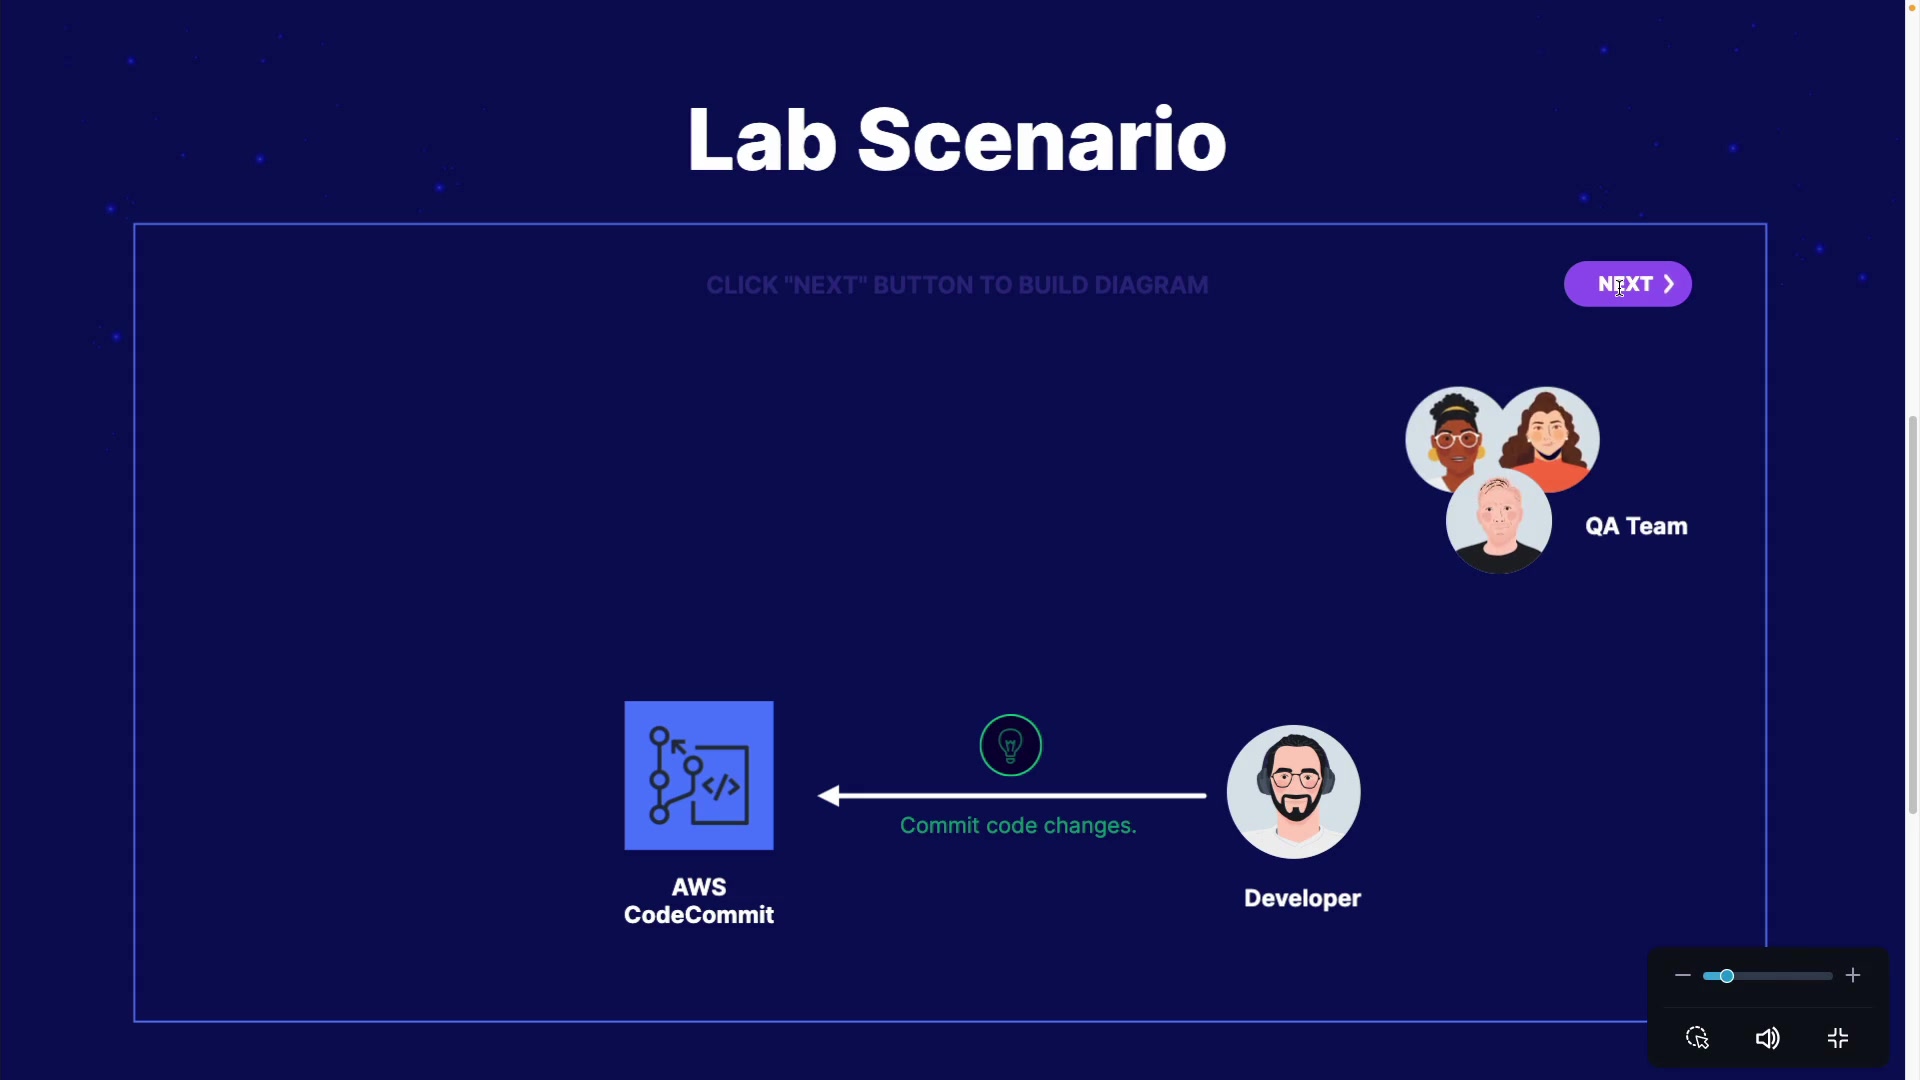 Lab Scenario
CLICK "NEXT" BUTTON TO BUILD DIAGRAM
NEXT
QA Team
Commit code changes.
AWS
CodeCommit
Developer